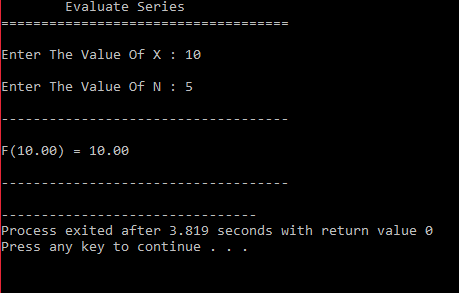 Evaluate Series
====================================
Enter The Value Of X : 10
Enter The Value Of N : 5
------------------------------------
F(10.00) = 10.00
------------------------------------
--------------------------------
Process exited after 3.819 seconds with return value 0
Press any key to continue . . .